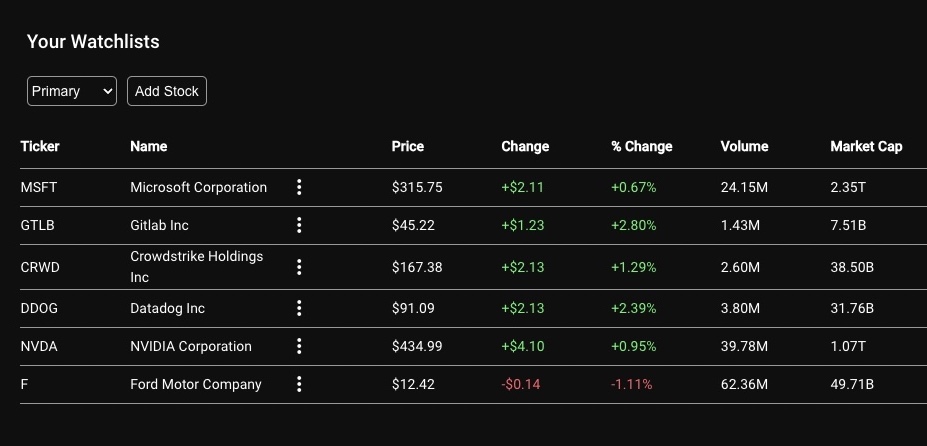 Your Watchlists
Primary Add Stock
Ticker Name Price Change % Change Volume Market Cap
MSFT Microsoft Corporation $315.75 +$2.11 +0.67% 24.15M 2.35T
GTLB Gitlab Inc $45.22 +$1.23 +2.80% 1.43M 7.51B
CRWD Crowdstrike Holdings Inc $167.38 +$2.13 +1.29% 2.60M 38.50B
DDOG Datadog Inc $91.09 +$2.13 +2.39% 3.80M 31.76B
NVDA NVIDIA Corporation $434.99 +$4.10 +0.95% 39.78M 1.07T
F Ford Motor Company $12.42 -$0.14 -1.11% 62.36M 49.71B